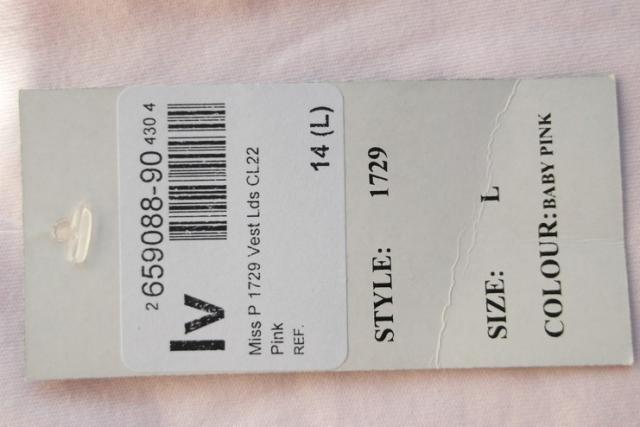 2 659088-90 430 4
lv
Miss P 1729 Vest Lds CL22
Pink
REF.
14 (L)
STYLE: 1729
SIZE: L
COLOUR:BABY PINK